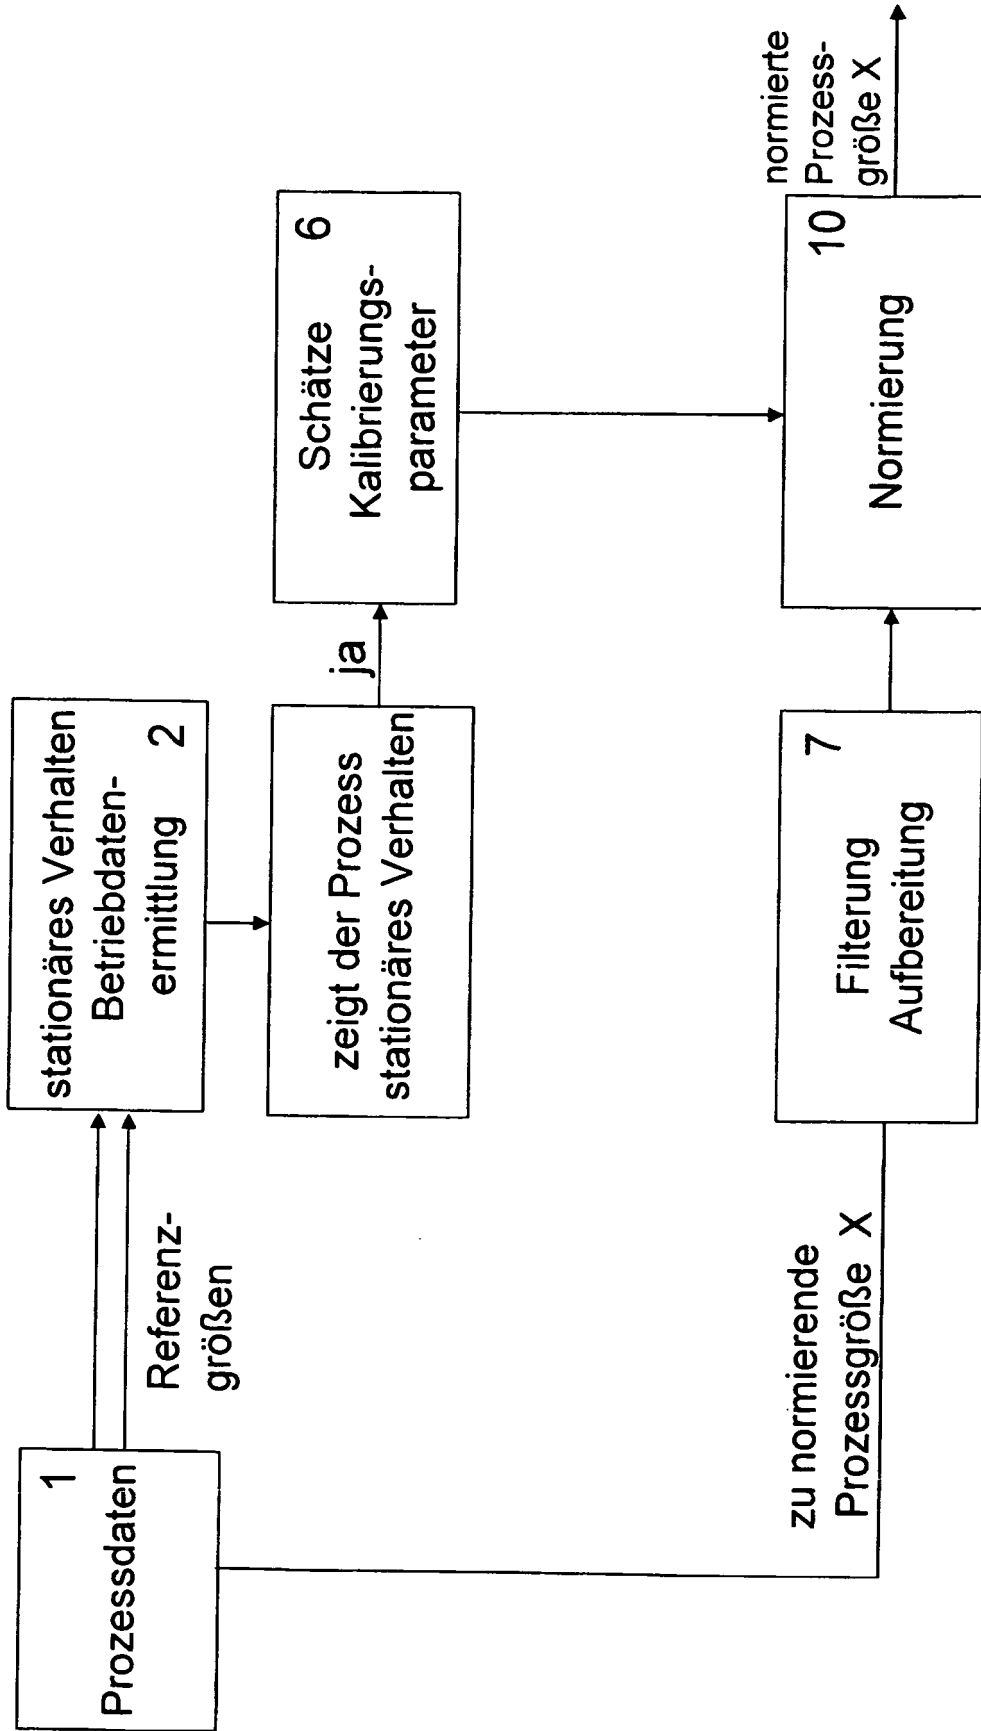 1
Prozessdaten
Referenz-
größen
stationäres Verhalten
Betriebdaten-
ermittlung 2
zeigt der Prozess
stationäres Verhalten
ja
6
Schätze
Kalibrierungs-
parameter
zu normierende
Prozessgröße X
7
Filterung
Aufbereitung
10
Normierung
normierte
Prozess-
größe X